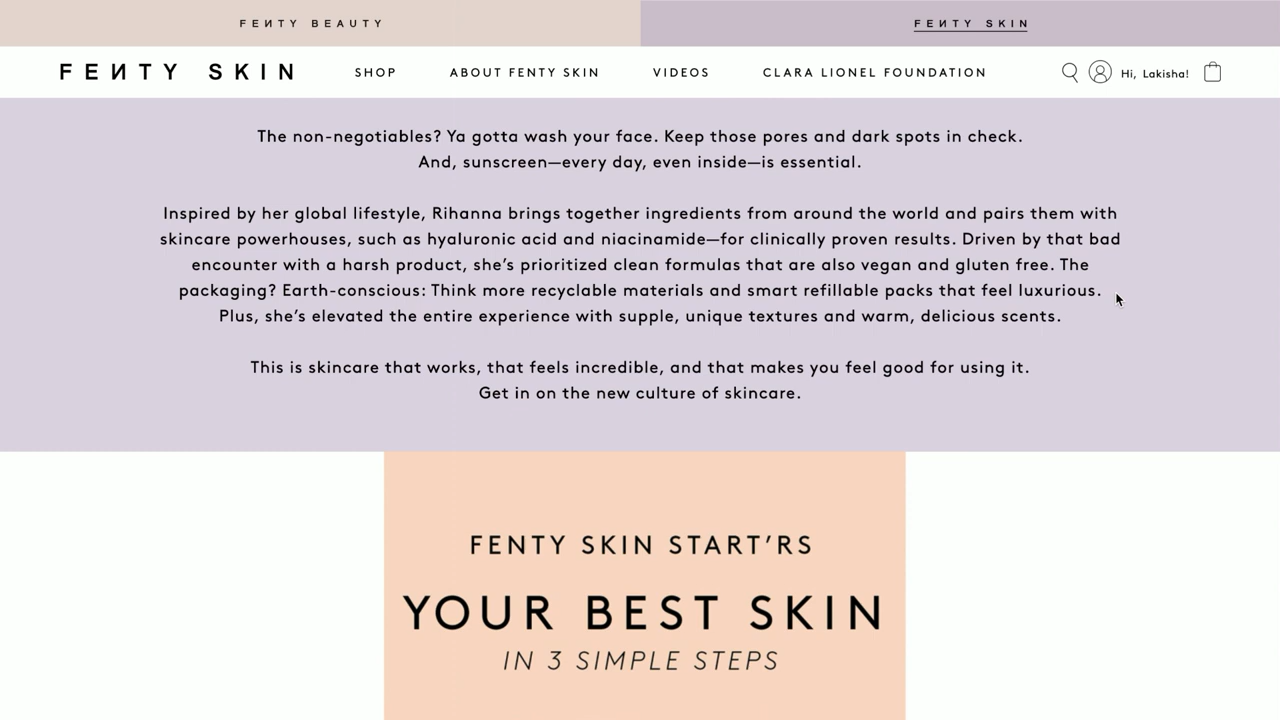 FEИTY BEAUTY
FEИTY SKIN
FEИTY SKIN
SHOP
ABOUT FENTY SKIN
VIDEOS
CLARA LIONEL FOUNDATION
Hi, Lakisha!
The non-negotiables? Ya gotta wash your face. Keep those pores and dark spots in check.
And, sunscreen—every day, even inside—is essential.
Inspired by her global lifestyle, Rihanna brings together ingredients from around the world and pairs them with
skincare powerhouses, such as hyaluronic acid and niacinamide—for clinically proven results. Driven by that bad
encounter with a harsh product, she’s prioritized clean formulas that are also vegan and gluten free. The
packaging? Earth-conscious: Think more recyclable materials and smart refillable packs that feel luxurious.
Plus, she’s elevated the entire experience with supple, unique textures and warm, delicious scents.
This is skincare that works, that feels incredible, and that makes you feel good for using it.
Get in on the new culture of skincare.
FENTY SKIN START’RS
YOUR BEST SKIN
IN 3 SIMPLE STEPS